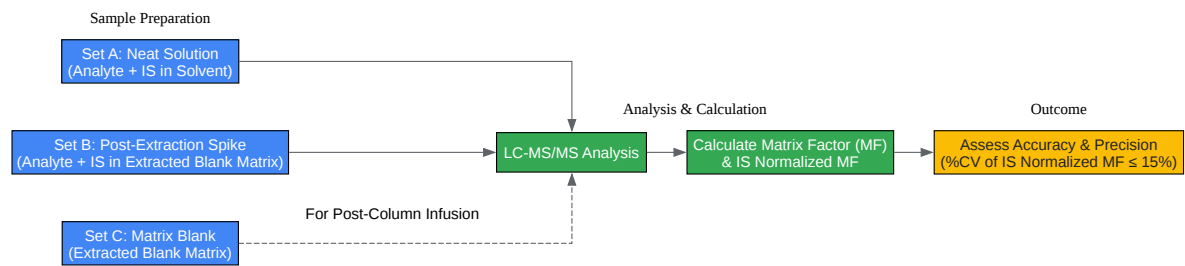 Sample Preparation
Set A: Neat Solution
(Analyte + IS in Solvent)
Analysis & Calculation
Outcome
Set B: Post-Extraction Spike
(Analyte + IS in Extracted Blank Matrix)
LC-MS/MS Analysis
Calculate Matrix Factor (MF)
& IS Normalized MF
Assess Accuracy & Precision
(%CV of IS Normalized MF ≤ 15%)
For Post-Column Infusion
Set C: Matrix Blank
(Extracted Blank Matrix)